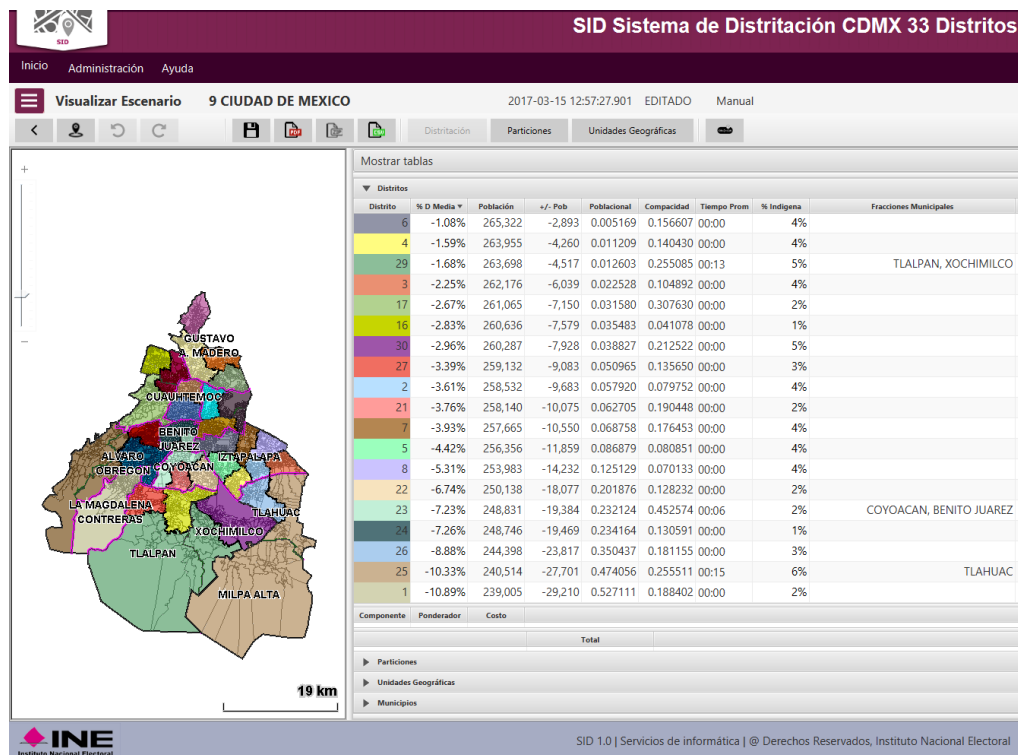 SID
SID Sistema de Distritación CDMX 33 Distritos
Inicio Administración Ayuda
Visualizar Escenario 9 CIUDAD DE MEXICO 2017-03-15 12:57:27.901 EDITADO Manual
Distritación Particiones Unidades Geográficas
Mostrar tablas
Distritos
Distrito % D Media ▼ Población +/- Pob Poblacional Compacidad Tiempo Prom % Indigena Fracciones Municipales
6 -1.08% 265,322 -2,893 0.005169 0.156607 00:00 4%
4 -1.59% 263,955 -4,260 0.011209 0.140430 00:00 4%
29 -1.68% 263,698 -4,517 0.012603 0.255085 00:13 5% TLALPAN, XOCHIMILCO
3 -2.25% 262,176 -6,039 0.022528 0.104892 00:00 4%
17 -2.67% 261,065 -7,150 0.031580 0.307630 00:00 2%
16 -2.83% 260,636 -7,579 0.035483 0.041078 00:00 1%
30 -2.96% 260,287 -7,928 0.038827 0.212522 00:00 5%
27 -3.39% 259,132 -9,083 0.050965 0.135650 00:00 3%
2 -3.61% 258,532 -9,683 0.057920 0.079752 00:00 4%
21 -3.76% 258,140 -10,075 0.062705 0.190448 00:00 2%
7 -3.93% 257,665 -10,550 0.068758 0.176453 00:00 4%
5 -4.42% 256,356 -11,859 0.086879 0.080851 00:00 4%
8 -5.31% 253,983 -14,232 0.125129 0.070133 00:00 4%
22 -6.74% 250,138 -18,077 0.201876 0.128232 00:00 2%
23 -7.23% 248,831 -19,384 0.232124 0.452574 00:06 2% COYOACAN, BENITO JUAREZ
24 -7.26% 248,746 -19,469 0.234164 0.130591 00:00 1%
26 -8.88% 244,398 -23,817 0.350437 0.181155 00:00 3%
25 -10.33% 240,514 -27,701 0.474056 0.255511 00:15 6% TLAHUAC
1 -10.89% 239,005 -29,210 0.527111 0.188402 00:00 2%
Componente Ponderador Costo
Total
Particiones
Unidades Geográficas
Municipios
GUSTAVO
A. MADERO
CUAUHTEMOC
BENITO
JUAREZ
ALVARO
OBREGON
COYOACAN
IZTAPALAPA
LA MAGDALENA
CONTRERAS
TLAHUAC
XOCHIMILCO
TLALPAN
MILPA ALTA
19 km
INE
Instituto Nacional Electoral
SID 1.0 | Servicios de informática | @ Derechos Reservados, Instituto Nacional Electoral